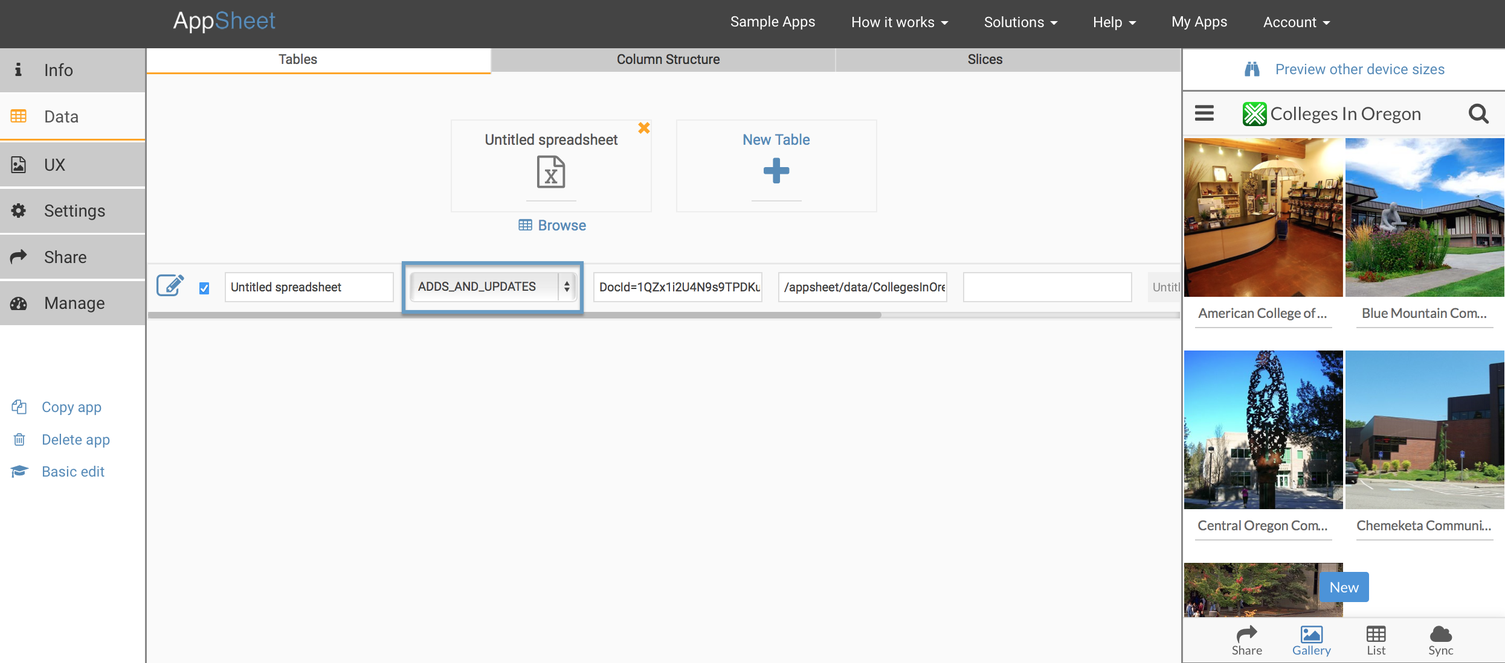 AppSheet
Sample Apps
How it works
Solutions
Help
My Apps
Account
Info
Data
UX
Settings
Share
Manage
Copy app
Delete app
Basic edit
Tables
Column Structure
Slices
Untitled spreadsheet
X
Browse
New Table
Untitled spreadsheet
ADDS_AND_UPDATES
DocId=1QZx1i2U4N9s9TPDKu
/appsheet/data/CollegesInOre
Untitl
Preview other device sizes
Colleges In Oregon
American College of ...
Blue Mountain Com...
Central Oregon Com...
Chemeketa Communi...
New
Share
Gallery
List
Sync